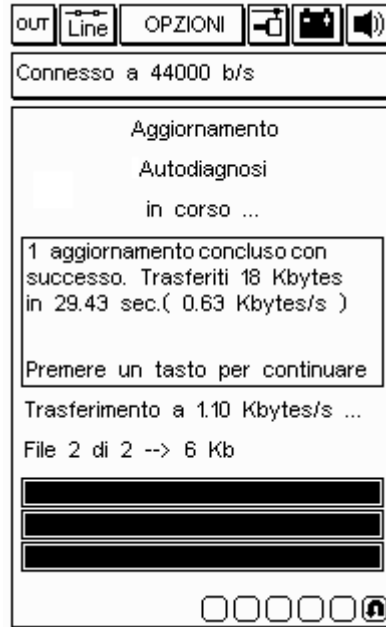 OUT Line OPZIONI
Connesso a 44000 b/s
Aggiornamento
Autodiagnosi
in corso ...
1 aggiornamento concluso con
successo. Trasferiti 18 Kbytes
in 29.43 sec.( 0.63 Kbytes/s )
Premere un tasto per continuare
Trasferimento a 1.10 Kbytes/s ...
File 2 di 2 --> 6 Kb